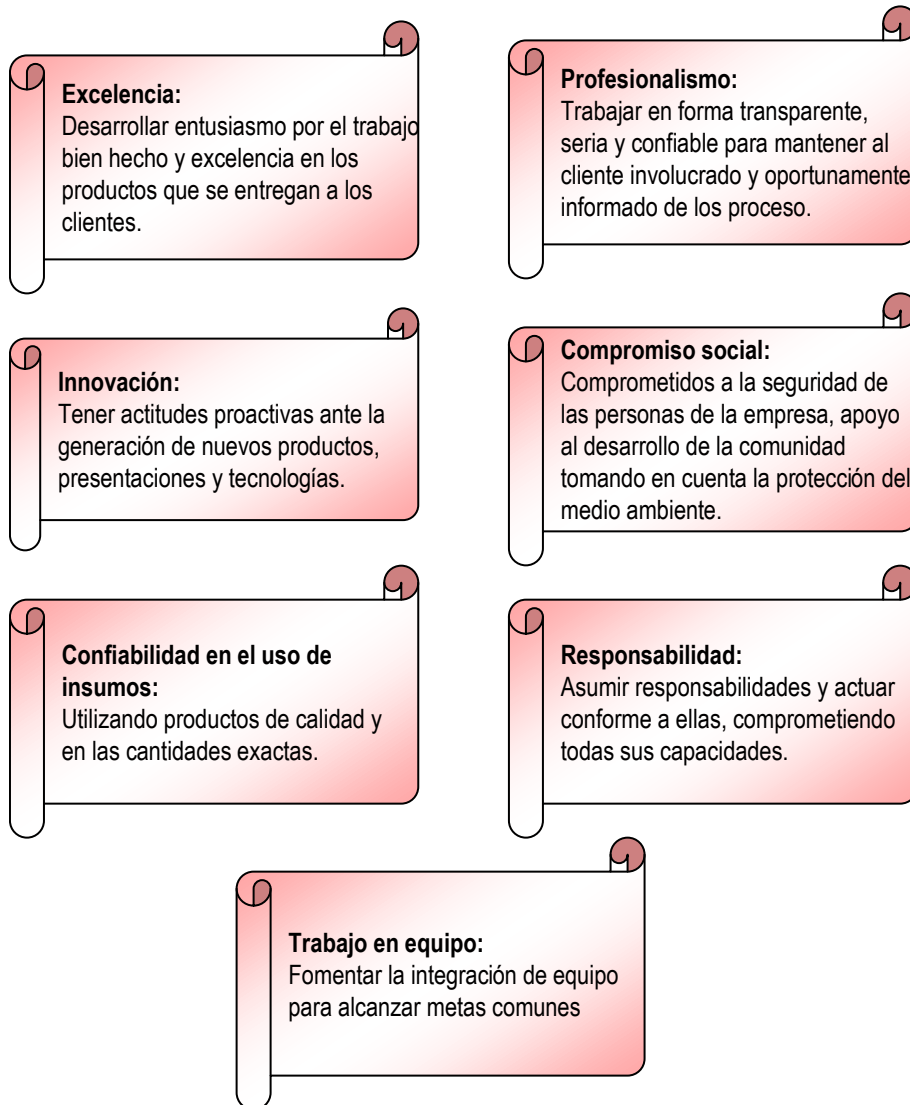 Excelencia:
Desarrollar entusiasmo por el trabajo
bien hecho y excelencia en los
productos que se entregan a los
clientes.
Profesionalismo:
Trabajar en forma transparente,
seria y confiable para mantener al
cliente involucrado y oportunamente
informado de los proceso.
Innovación:
Tener actitudes proactivas ante la
generación de nuevos productos,
presentaciones y tecnologías.
Compromiso social:
Comprometidos a la seguridad de
las personas de la empresa, apoyo
al desarrollo de la comunidad
tomando en cuenta la protección del
medio ambiente.
Confiabilidad en el uso de
insumos:
Utilizando productos de calidad y
en las cantidades exactas.
Responsabilidad:
Asumir responsabilidades y actuar
conforme a ellas, comprometiendo
todas sus capacidades.
Trabajo en equipo:
Fomentar la integración de equipo
para alcanzar metas comunes